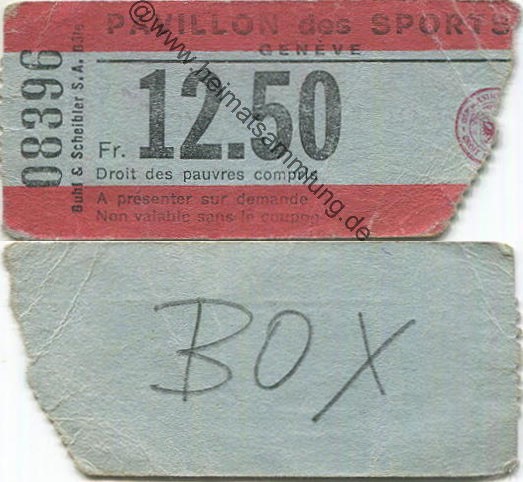 PAVILLON des SPORTS
GENÈVE
08396
Buhl & Scheibler S. A. Bâle
Fr. 12.50
Droit des pauvres compris
A présenter sur demande
Non valable sans le coupon
@www.heimatsammlung.de
BOX